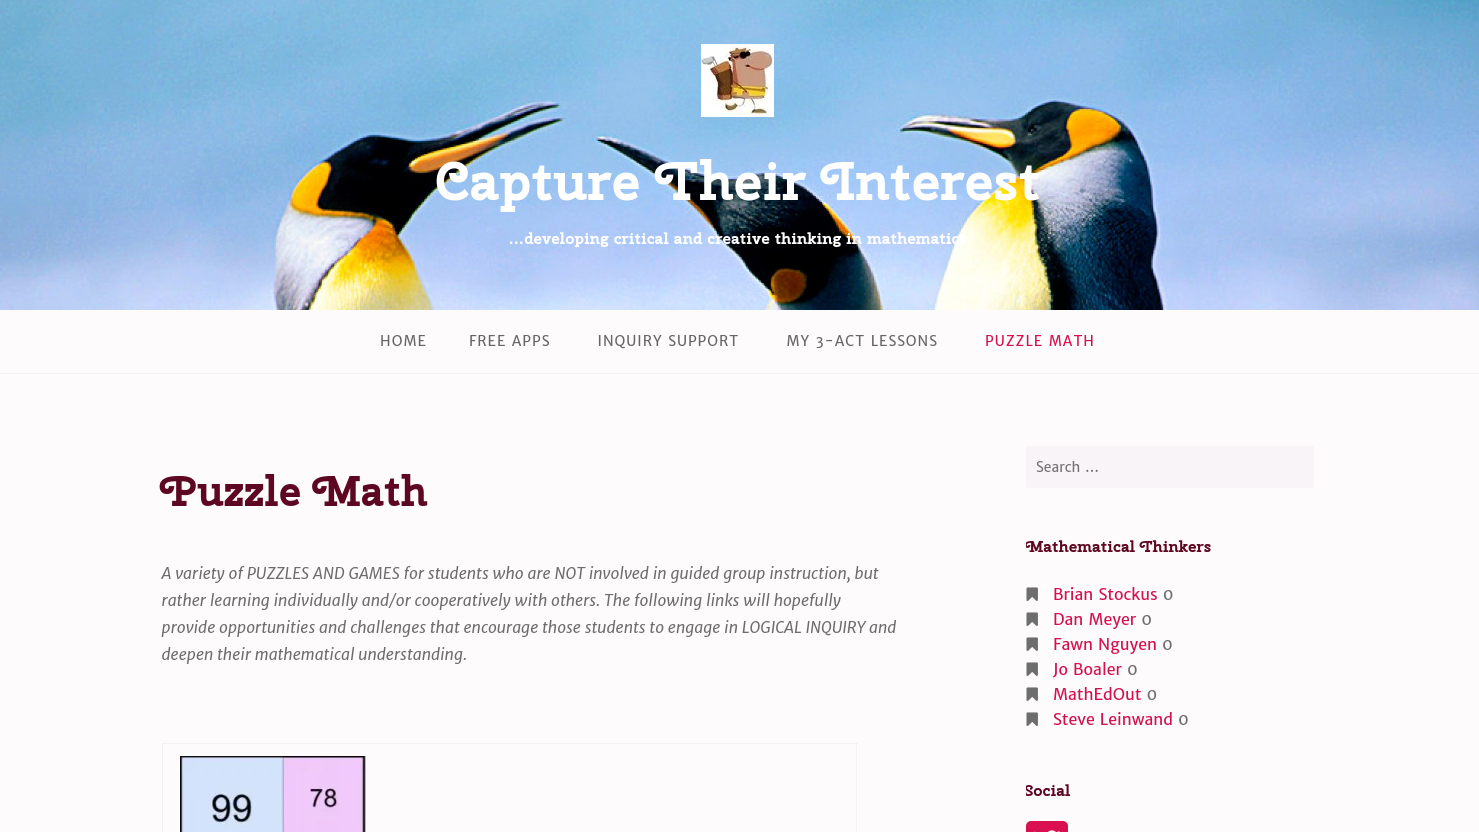 Capture Their Interest
...developing critical and creative thinking in mathematics
HOME FREE APPS INQUIRY SUPPORT MY 3-ACT LESSONS PUZZLE MATH
Puzzle Math
A variety of PUZZLES AND GAMES for students who are NOT involved in guided group instruction, but
rather learning individually and/or cooperatively with others. The following links will hopefully
provide opportunities and challenges that encourage those students to engage in LOGICAL INQUIRY and
deepen their mathematical understanding.
99 78
Search ...
Mathematical Thinkers
Brian Stockus 0
Dan Meyer 0
Fawn Nguyen 0
Jo Boaler 0
MathEdOut 0
Steve Leinwand 0
Social